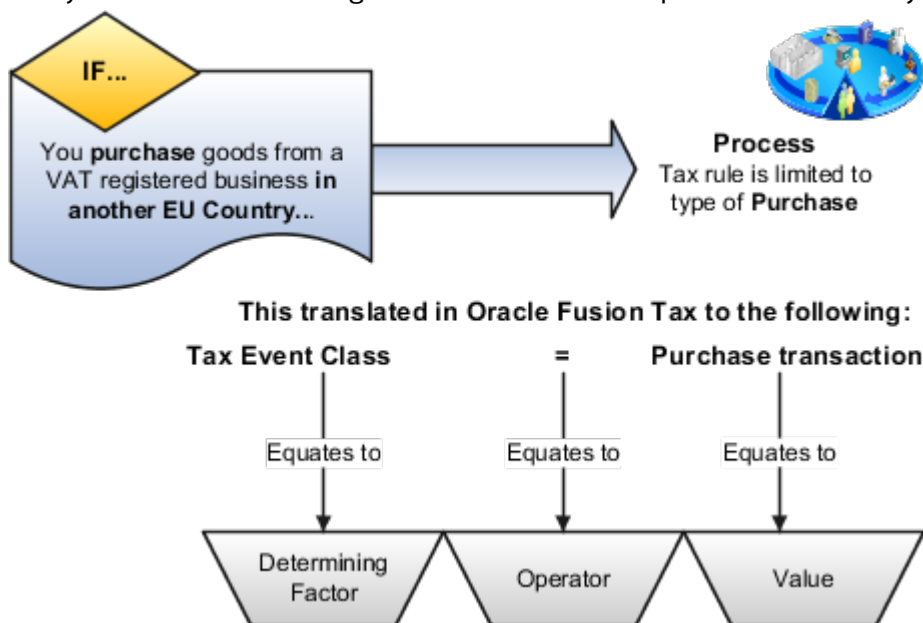 IF...
You purchase goods from a
VAT registered business in
another EU Country...
Process
Tax rule is limited to
type of Purchase
This translated in Oracle Fusion Tax to the following:
Tax Event Class = Purchase transaction
Equates to Equates to Equates to
Determining
Factor
Operator
Value